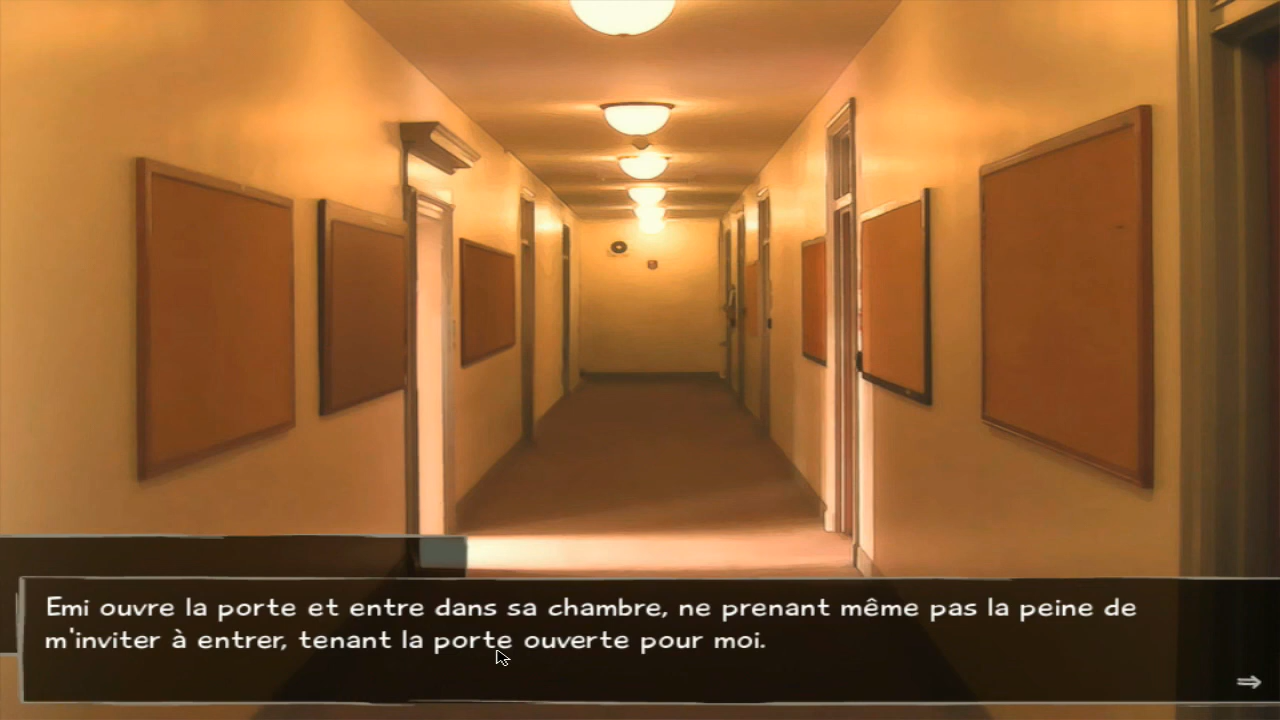 Emi ouvre la porte et entre dans sa chambre, ne prenant même pas la peine de
m'inviter à entrer, tenant la porte ouverte pour moi.